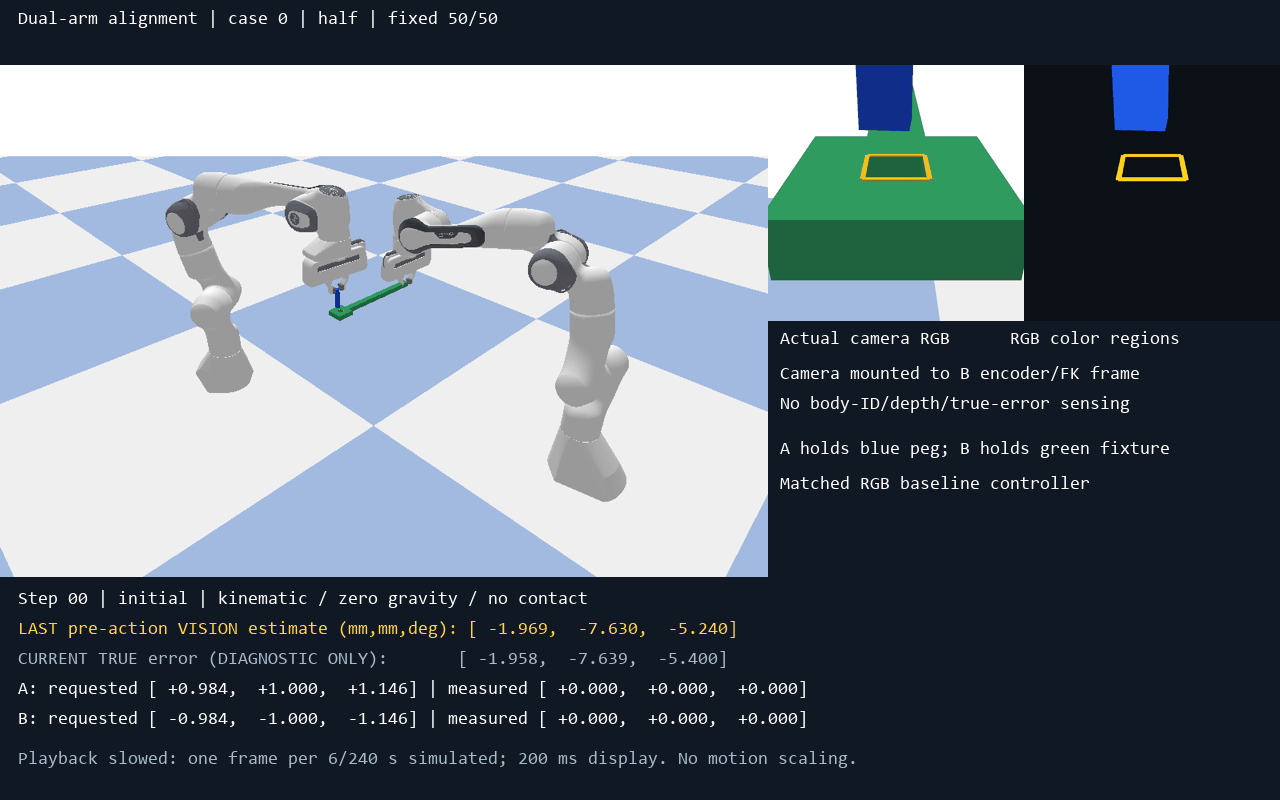 Dual-arm alignment | case 0 | half | fixed 50/50
Actual camera RGB      RGB color regions
Camera mounted to B encoder/FK frame
No body-ID/depth/true-error sensing
A holds blue peg; B holds green fixture
Matched RGB baseline controller
Step 00 | initial | kinematic / zero gravity / no contact
LAST pre-action VISION estimate (mm,mm,deg): [ -1.969,  -7.630,  -5.240]
CURRENT TRUE error (DIAGNOSTIC ONLY):       [ -1.958,  -7.639,  -5.400]
A: requested [ +0.984,  +1.000,  +1.146] | measured [ +0.000,  +0.000,  +0.000]
B: requested [ -0.984,  -1.000,  -1.146] | measured [ +0.000,  +0.000,  +0.000]
Playback slowed: one frame per 6/240 s simulated; 200 ms display. No motion scaling.